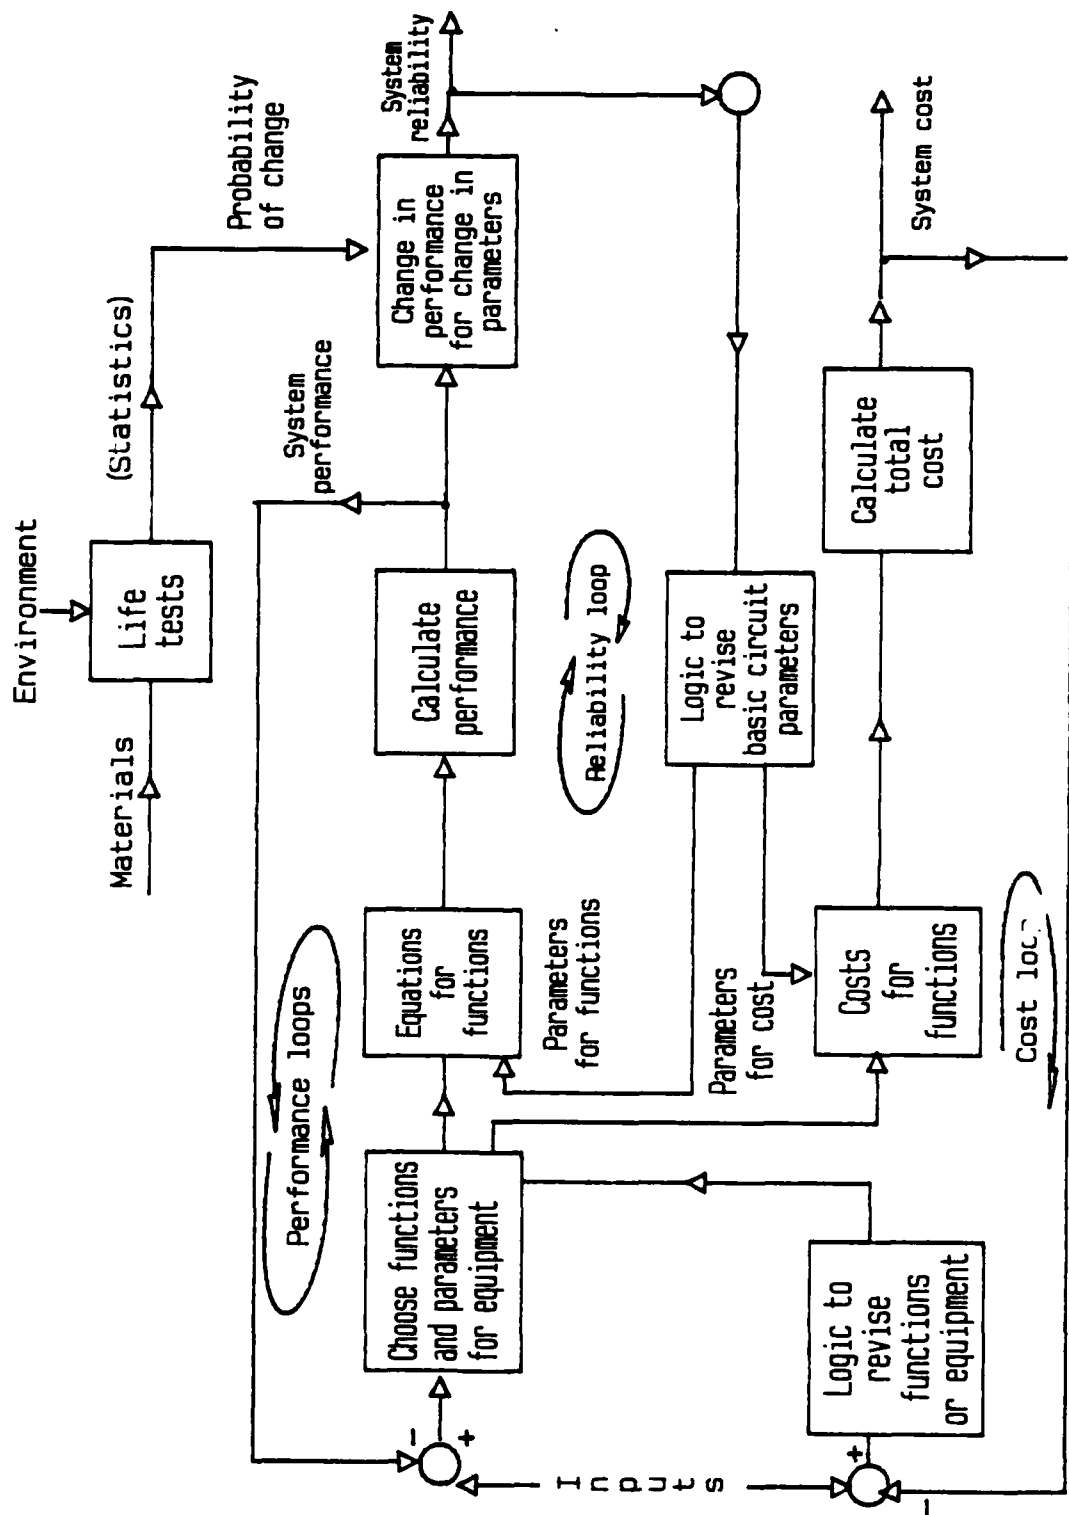 Environment
Materials
Life
tests
(Statistics)
Probability
of change
System
performance
Performance loops
Choose functions
and parameters
for equipment
Equations
for
functions
Calculate
performance
Change in
performance
for change in
parameters
System
reliability
-
+
Inputs
Parameters
for functions
Reliability loop
Logic to
revise
basic circuit
parameters
Parameters
for cost
+
-
Logic to
revise
functions
or equipment
Costs
for
functions
Calculate
total
cost
System cost
Cost